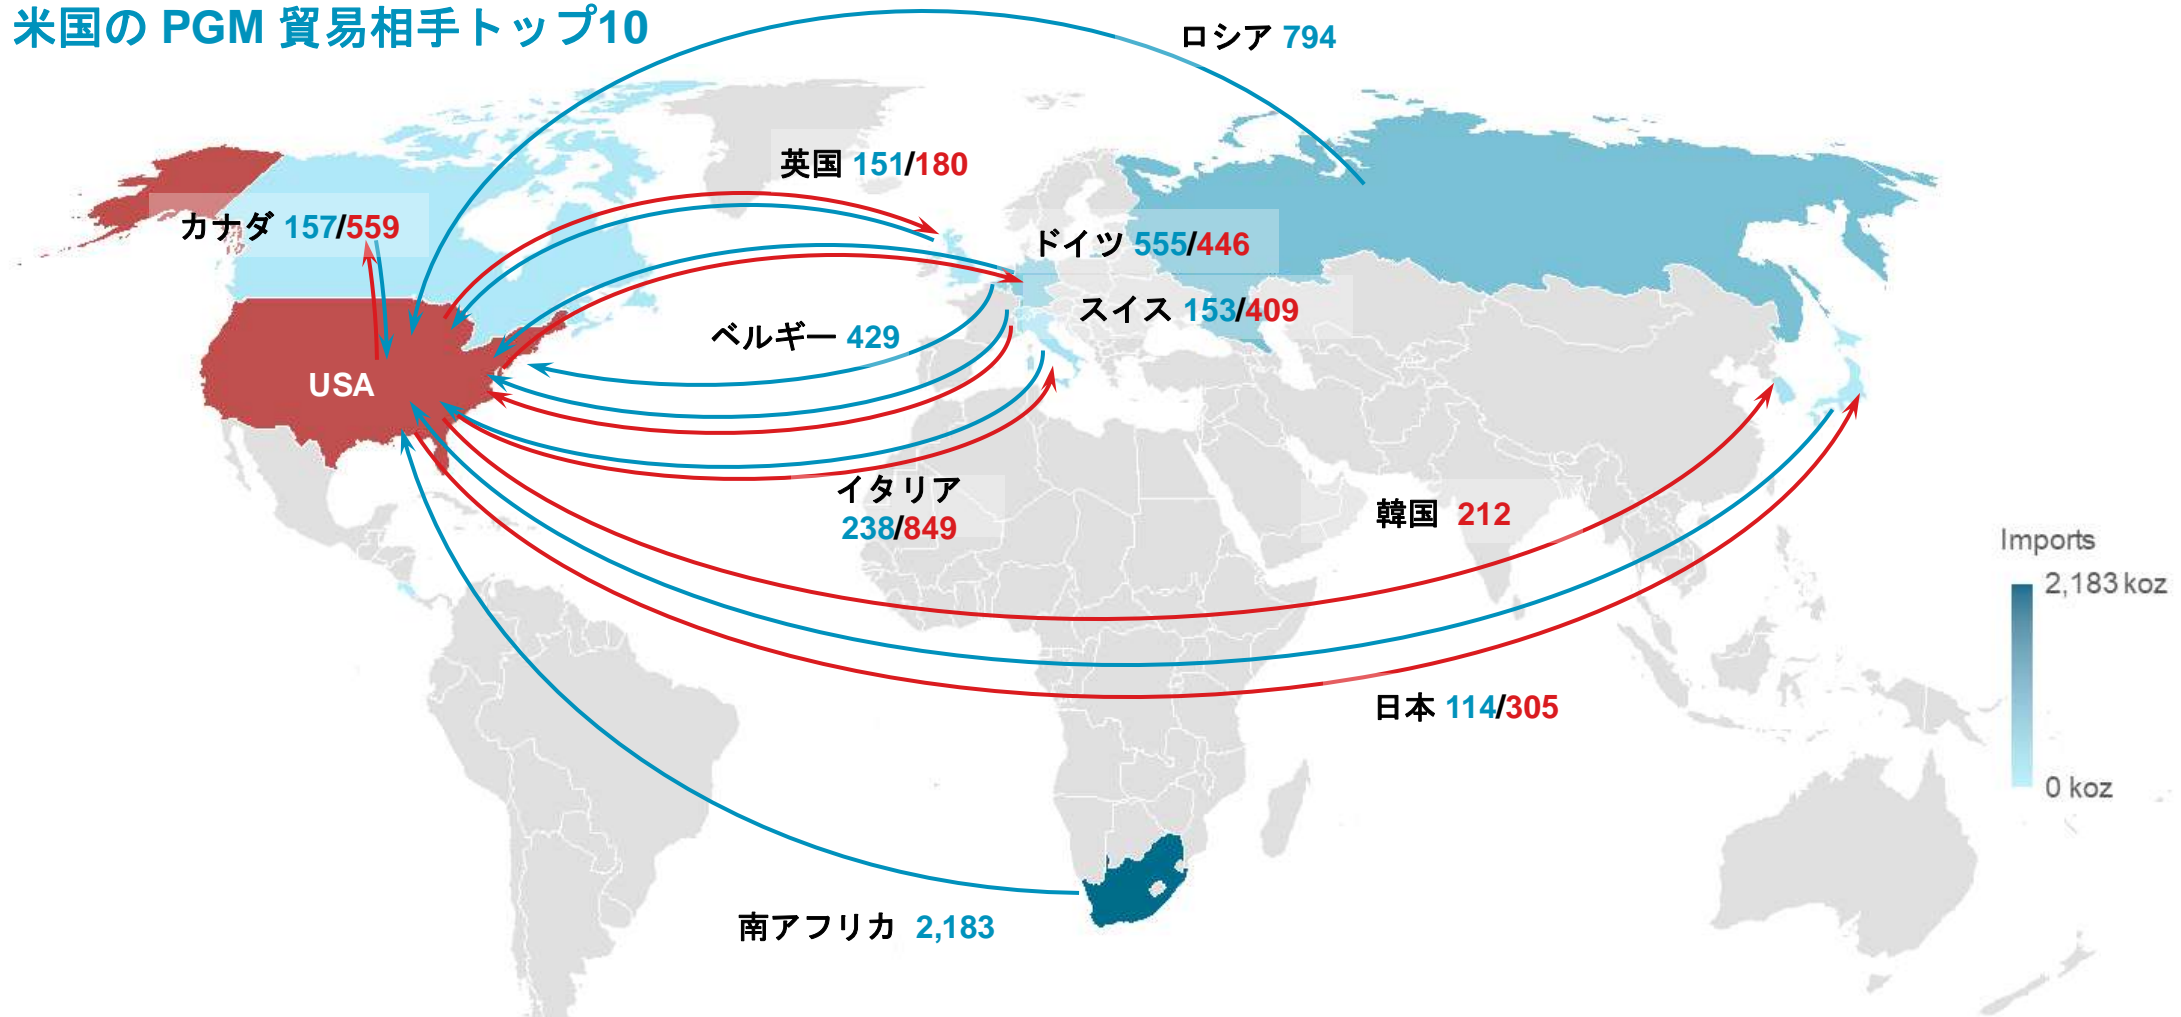 米国の PGM 貿易相手トップ10
ロシア 794
英国 151/180
カナダ 157/559
ドイツ 555/446
スイス 153/409
ベルギー 429
USA
イタリア
238/849
韓国 212
Imports
2,183 koz
0 koz
日本 114/305
南アフリカ 2,183